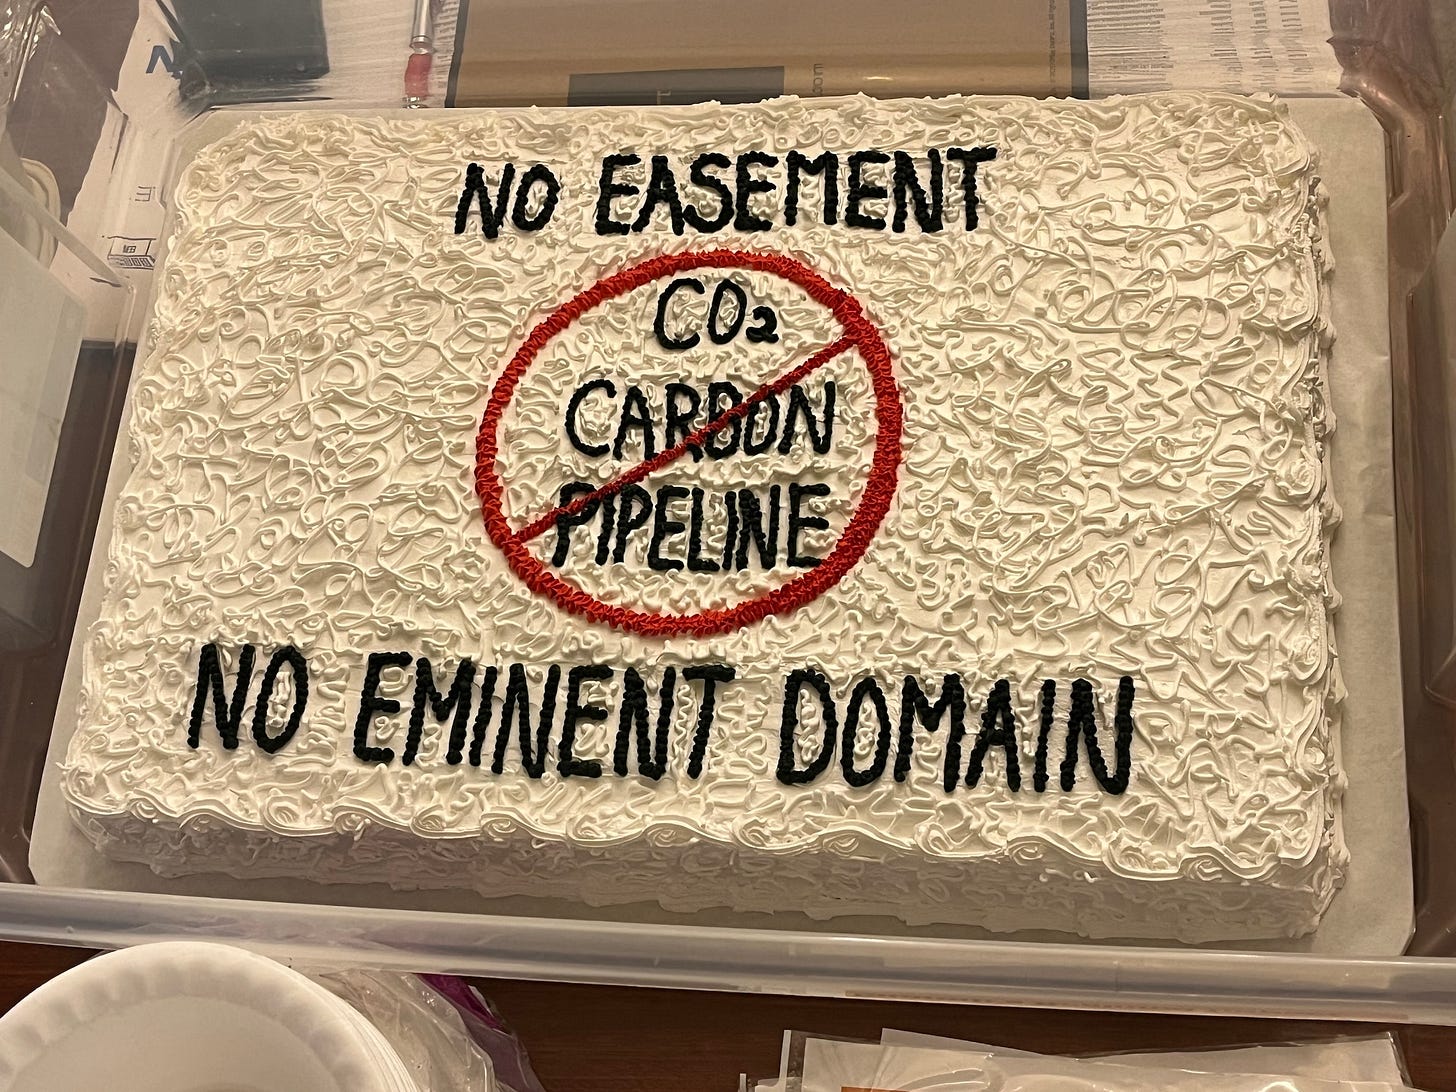 NO EASEMENT
CO₂
CARBON
PIPELINE
NO EMINENT DOMAIN